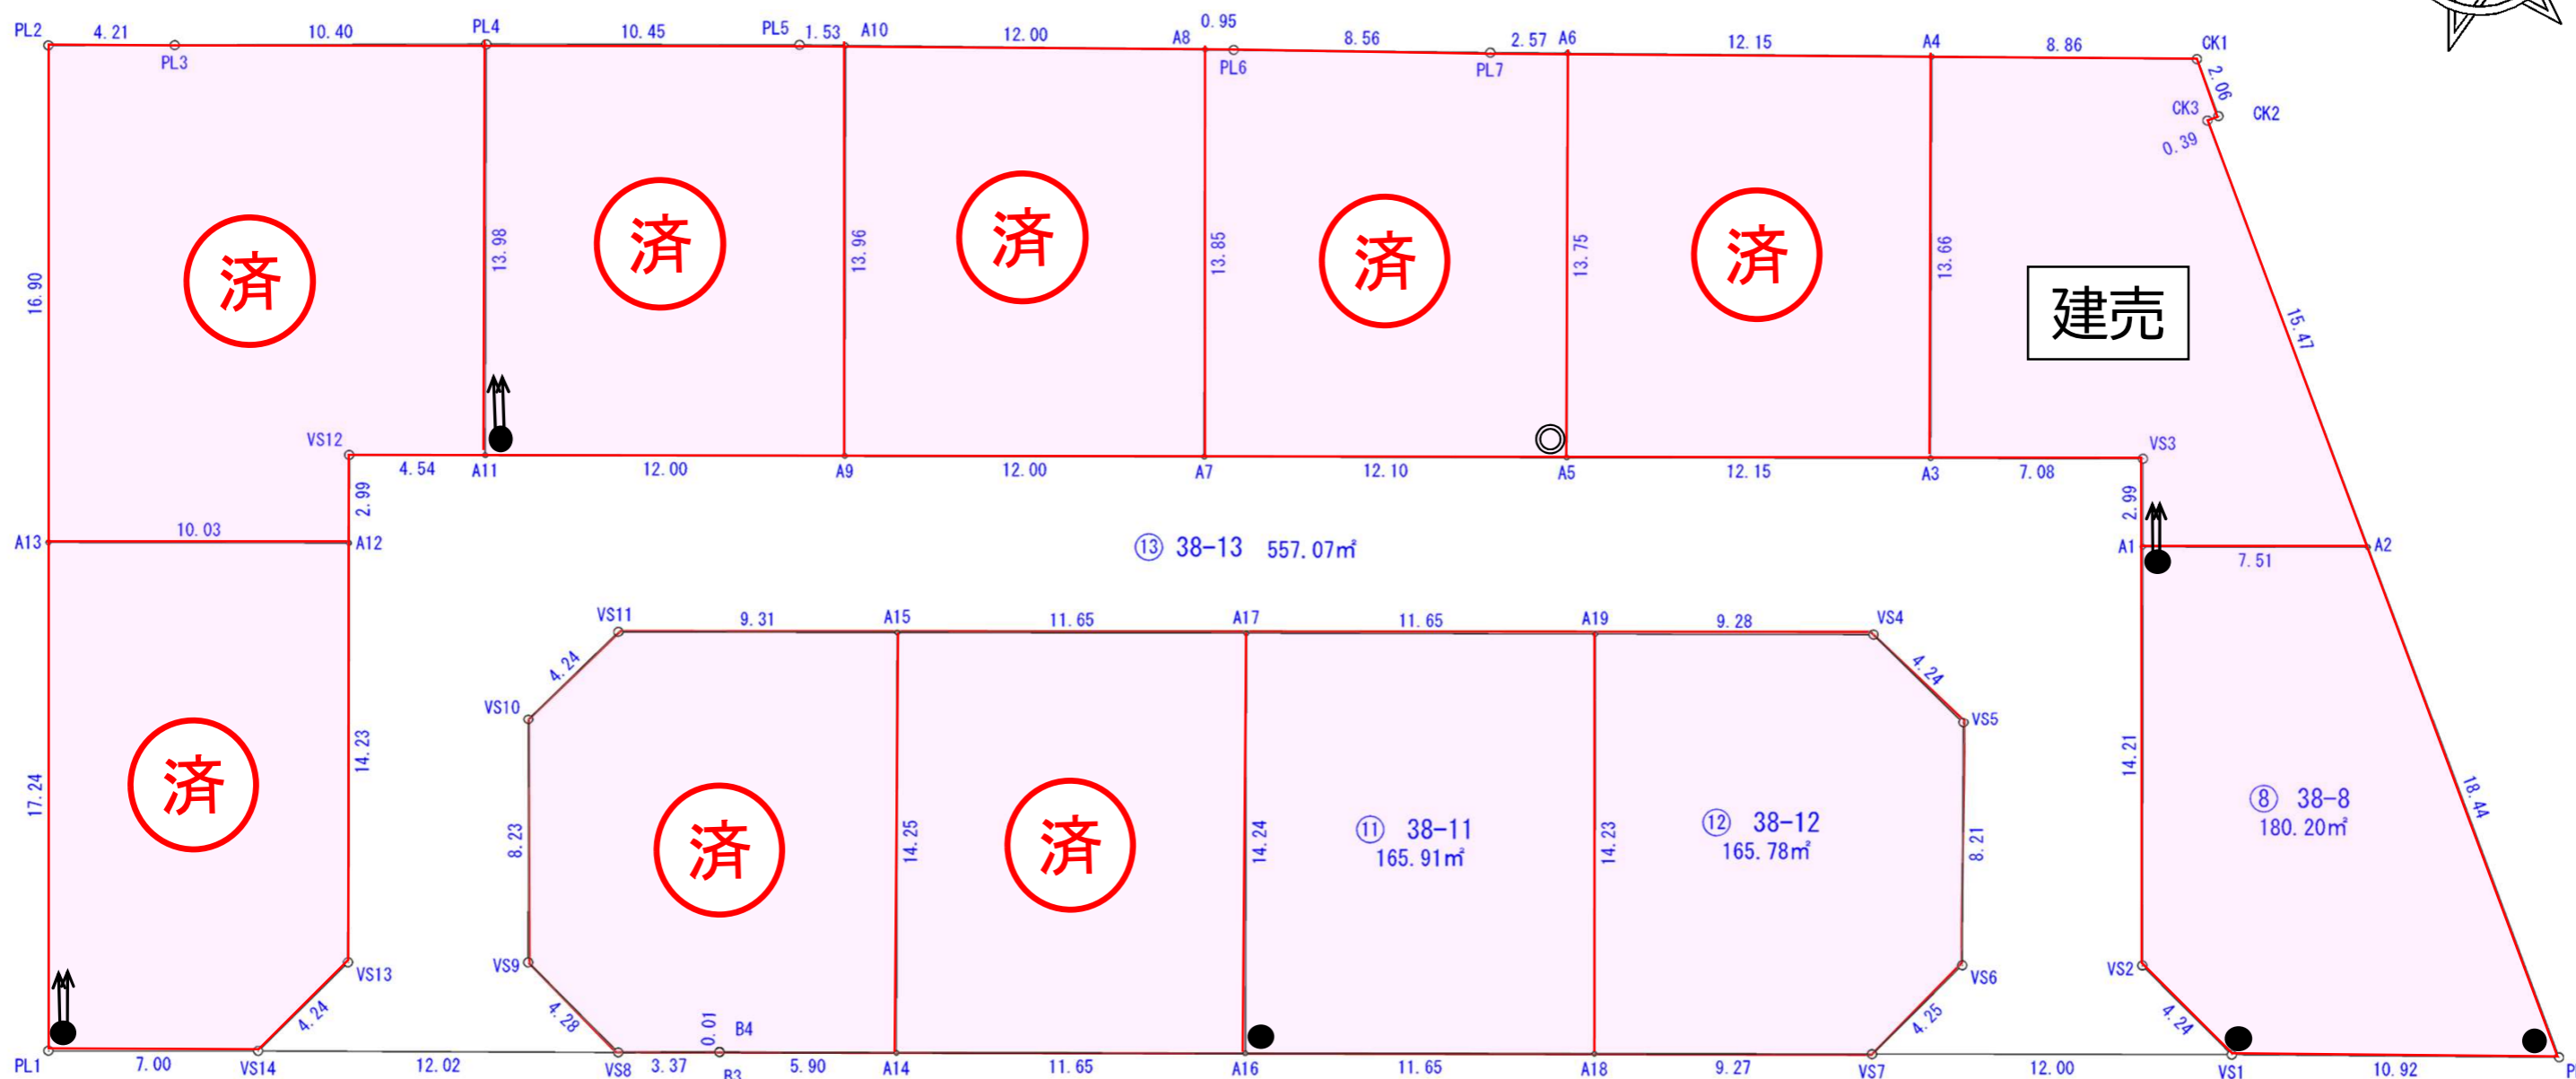 PL2 4.21 10.40 PL4 10.45 PL5 1.53 A10 12.00 A8 0.95 8.56 2.57 A6 12.15 A4 8.86 CK1
PL3 PL6 PL7
2.06
CK3 CK2
0.39
済 済 済 済 済
16.90 13.98 13.96 13.85 13.75 13.66
建売
15.47
VS12 VS3
4.54 A11 12.00 A9 12.00 A7 12.10 A5 12.15 A3 7.08
2.99 2.99
10.03
A13 A12 ⑬ 38-13 557.07㎡ A1 A2
7.51
VS11 9.31 A15 11.65 A17 11.65 A19 9.28 VS4
4.24 4.24
VS10 VS5
17.24 14.23 14.21
済 8.23 済 14.25 済 14.24 14.23 8.21 18.44
⑪ 38-11
165.91㎡
⑫ 38-12
165.78㎡
⑧ 38-8
180.20㎡
VS13 VS9 VS6 VS2
4.24 4.28 4.25 4.24
0.01 B4
PL1 7.00 VS14 12.02 VS8 3.37 B3 5.90 A14 11.65 A16 11.65 A18 9.27 VS7 12.00 VS1 10.92